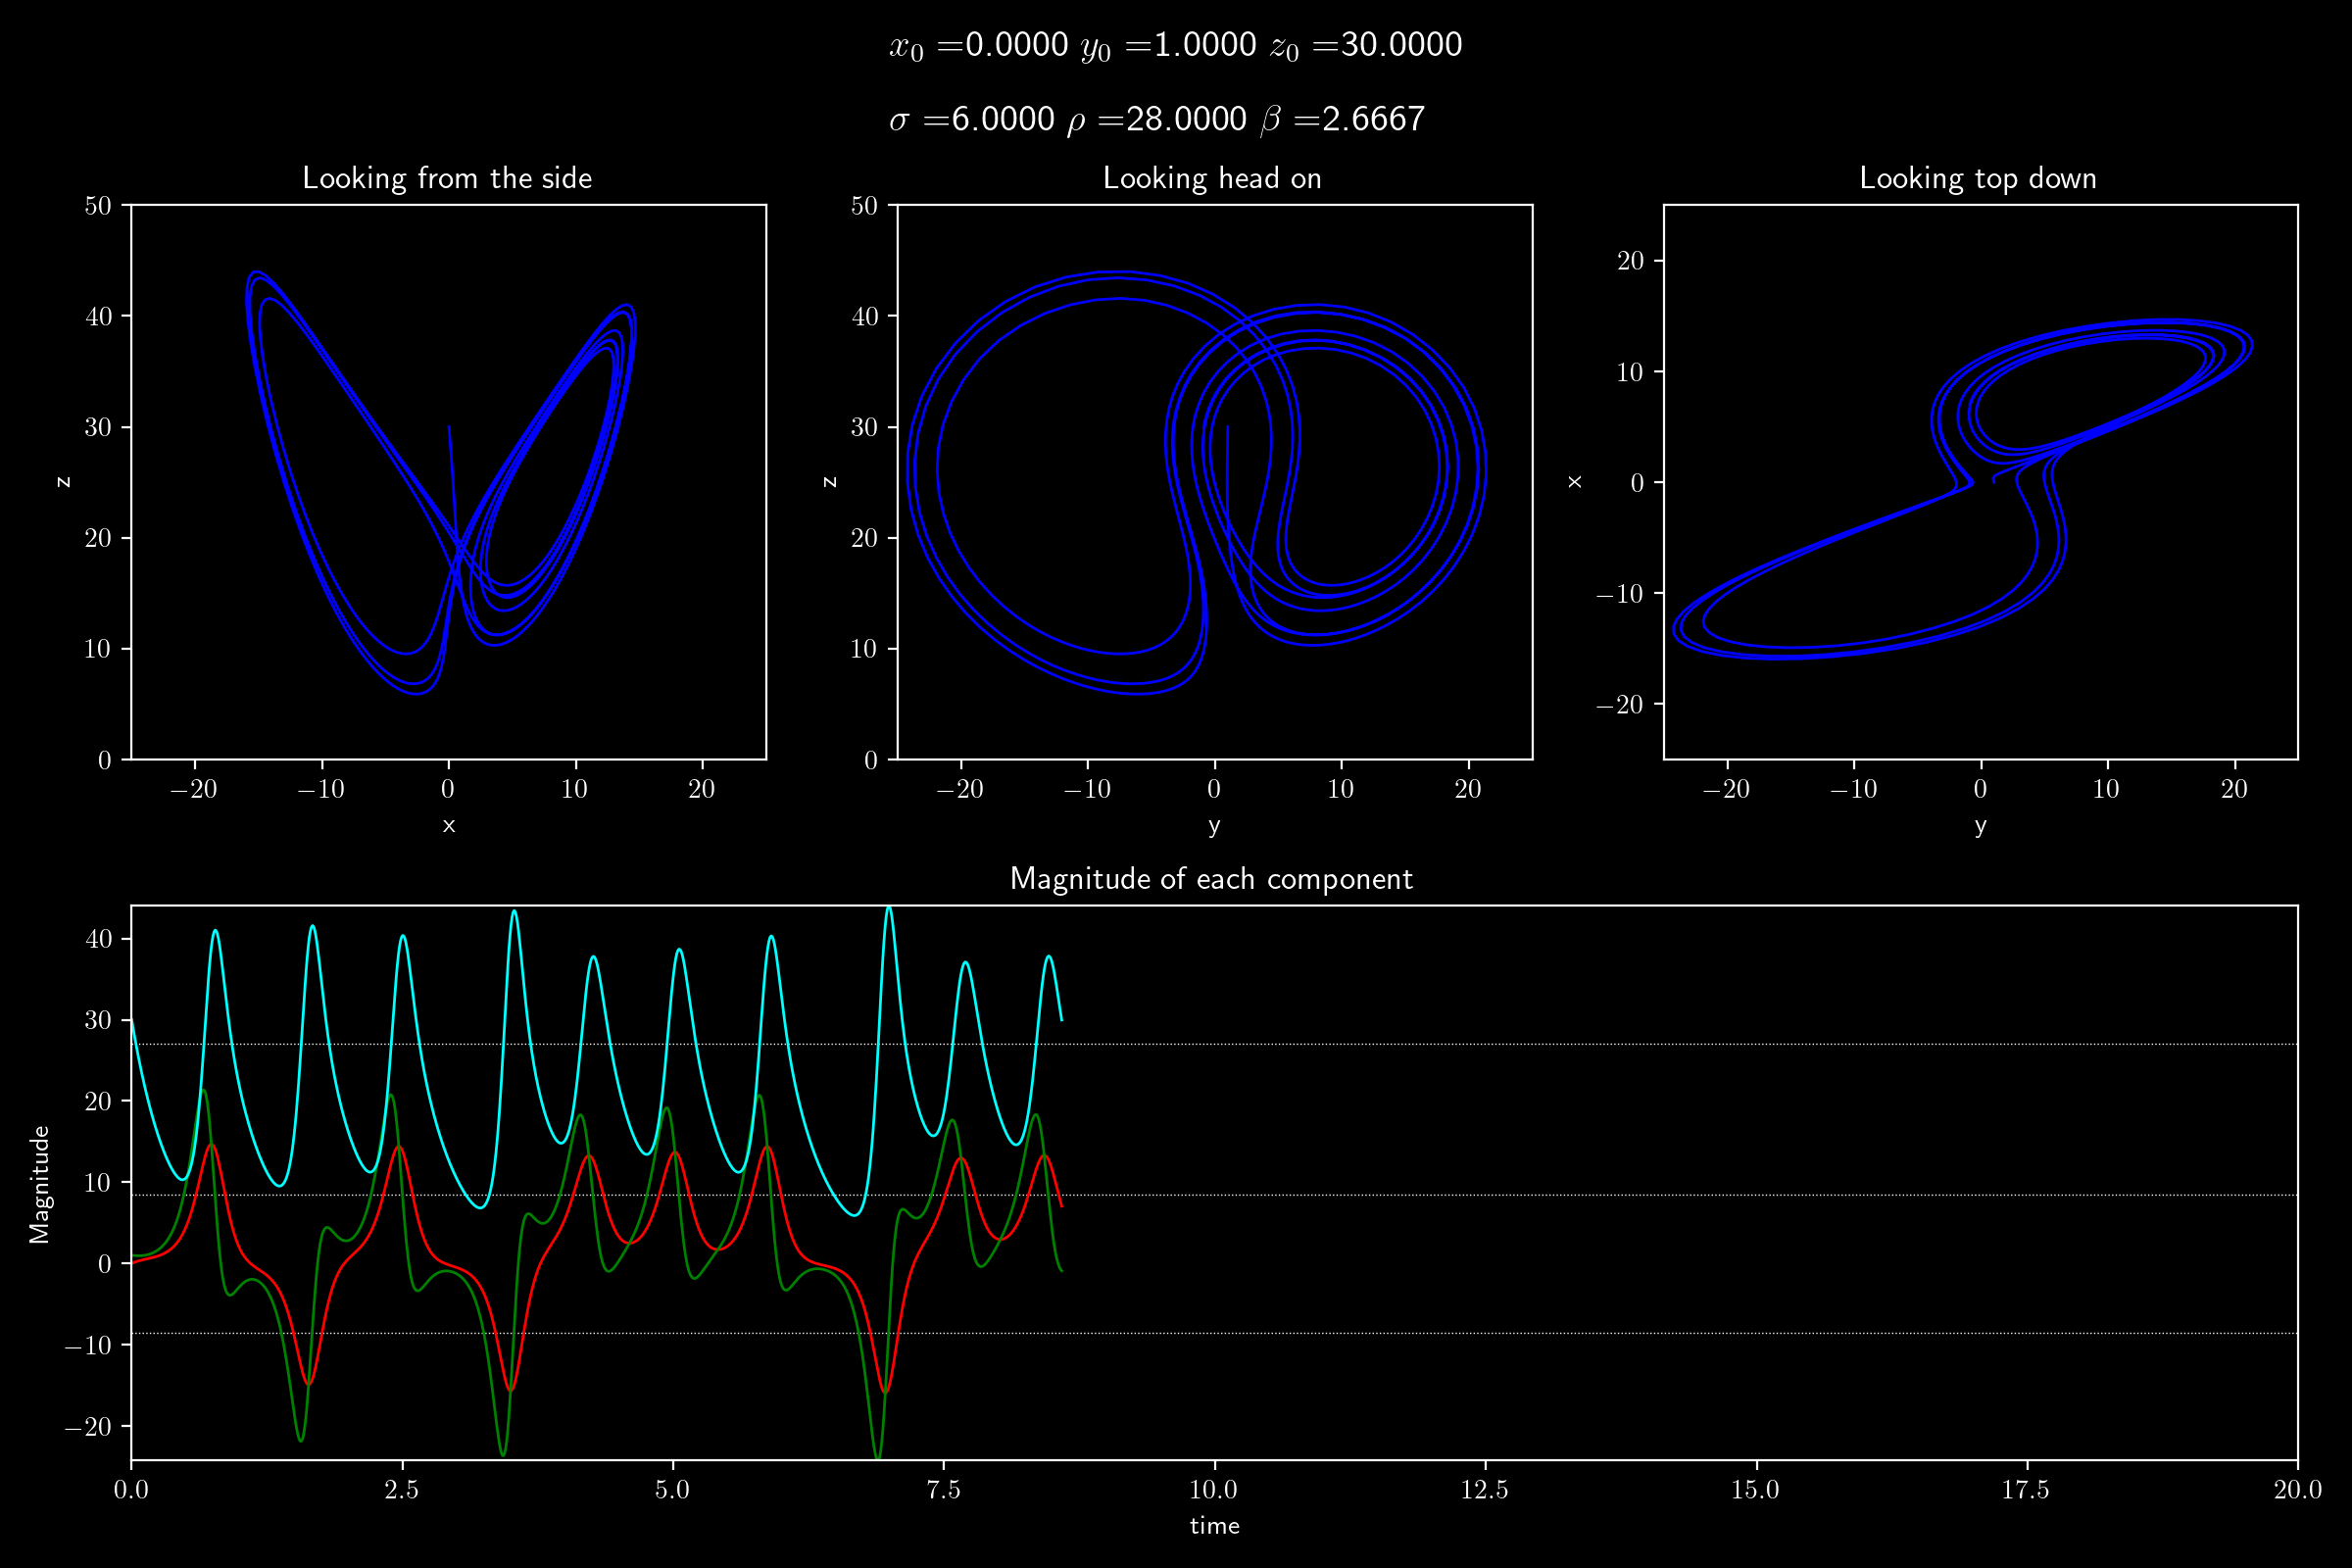 x₀ =0.0000 y₀ =1.0000 z₀ =30.0000
σ =6.0000 ρ =28.0000 β =2.6667
Looking from the side
50
40
30
20
10
0
z
−20 −10 0 10 20
x
Looking head on
50
40
30
20
10
0
z
−20 −10 0 10 20
y
Looking top down
20
10
0
−10
−20
x
−20 −10 0 10 20
y
Magnitude of each component
40
30
20
10
0
−10
−20
Magnitude
0.0 2.5 5.0 7.5 10.0 12.5 15.0 17.5 20.0
time